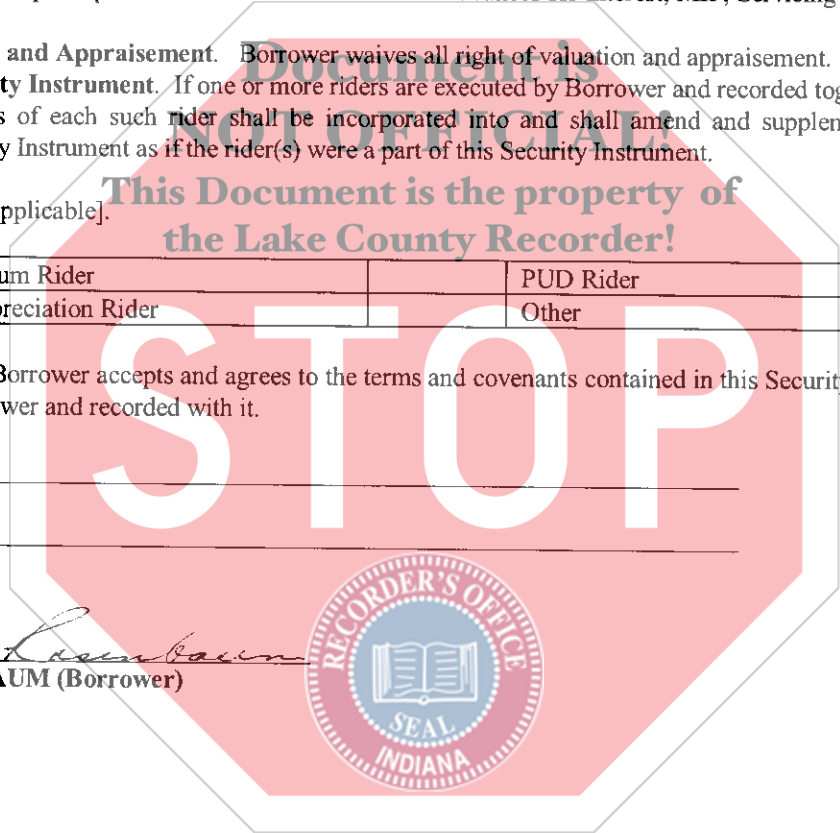 and Appraisement. Borrower waives all right of valuation and appraisement.
Document is
ty Instrument. If one or more riders are executed by Borrower and recorded tog
s of each such rider shall be incorporated into and shall amend and supplem
NOT OFFICIAL!
y Instrument as if the rider(s) were a part of this Security Instrument.
This Document is the property of
pplicable].
the Lake County Recorder!
um Rider PUD Rider
preciation Rider Other
STOP
Borrower accepts and agrees to the terms and covenants contained in this Security
wer and recorded with it.
RECORDER'S OFFICE
Rosenbaum
AUM (Borrower)
SEAL
INDIANA